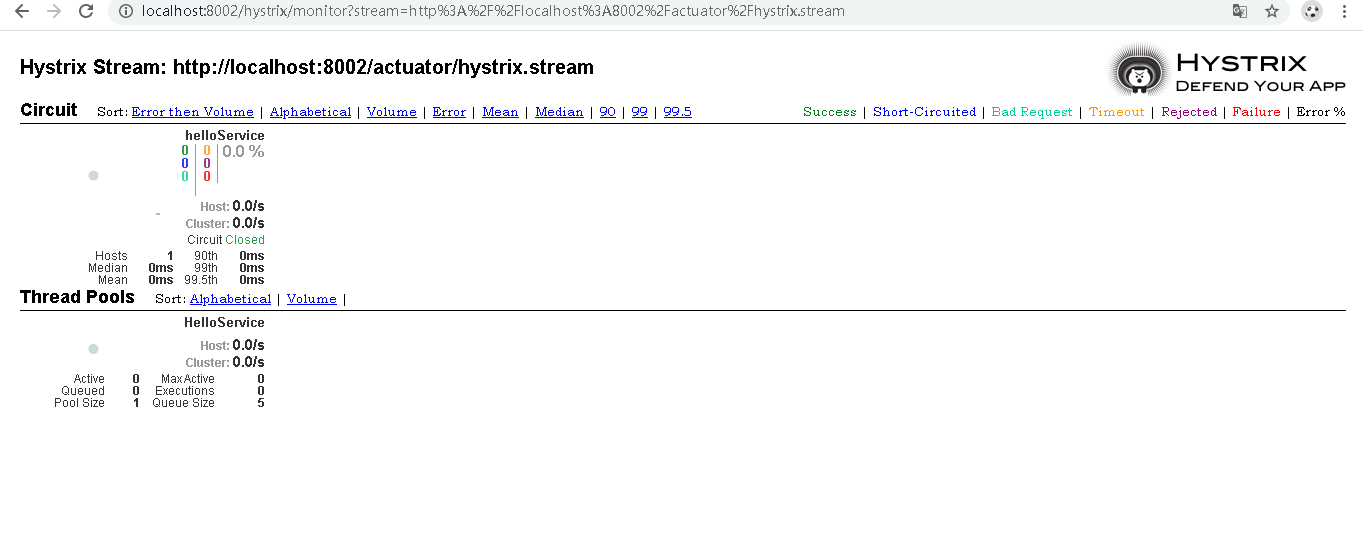 localhost:8002/hystrix/monitor?stream=http%3A%2F%2Flocalhost%3A8002%2Factuator%2Fhystrix.stream
Hystrix Stream: http://localhost:8002/actuator/hystrix.stream
HYSTRIX
DEFEND YOUR APP
Circuit Sort: Error then Volume | Alphabetical | Volume | Error | Mean | Median | 90 | 99 | 99.5 Success | Short-Circuited | Bad Request | Timeout | Rejected | Failure | Error %
helloService
0 0 0.0 %
0 0
0 0
Host: 0.0/s
Cluster: 0.0/s
Circuit Closed
Hosts 1 90th 0ms
Median 0ms 99th 0ms
Mean 0ms 99.5th 0ms
Thread Pools Sort: Alphabetical | Volume |
HelloService
Host: 0.0/s
Cluster: 0.0/s
Active 0 Max Active 0
Queued 0 Executions 0
Pool Size 1 Queue Size 5